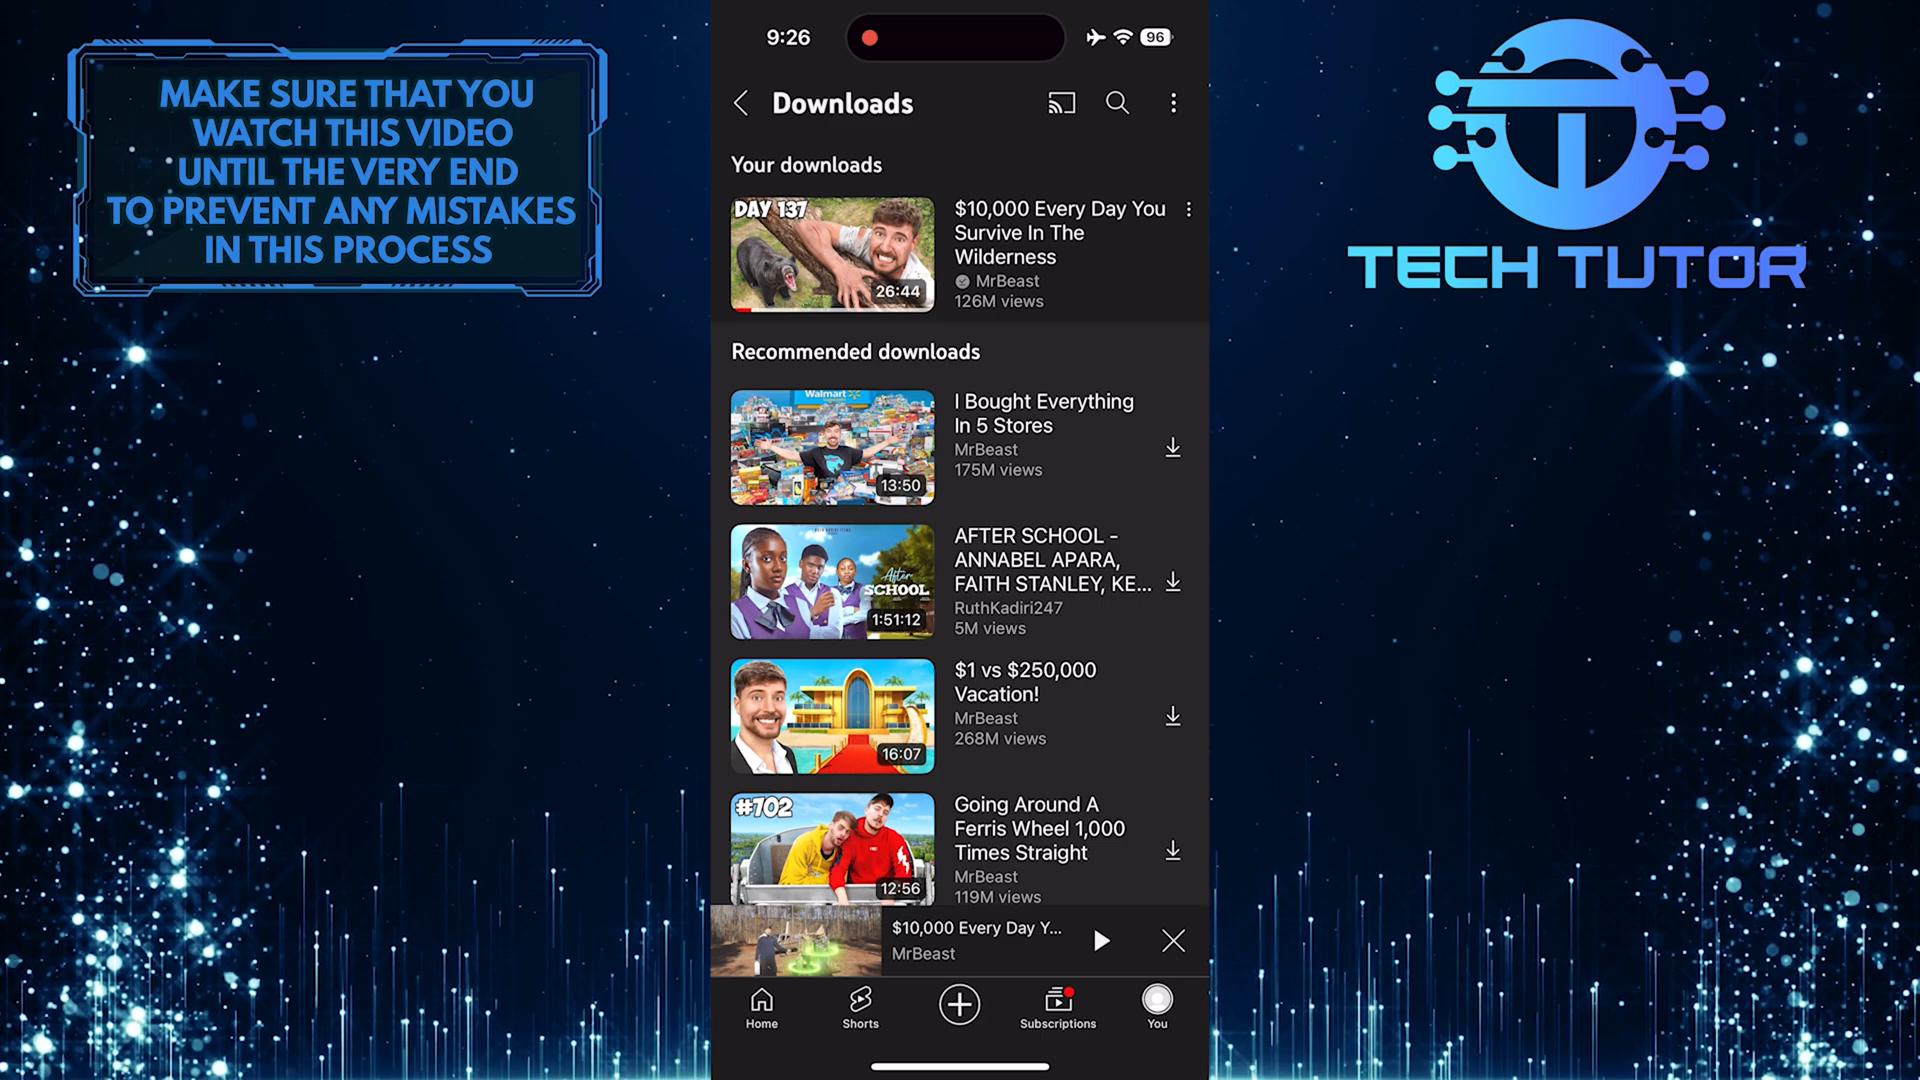 MAKE SURE THAT YOU
WATCH THIS VIDEO
UNTIL THE VERY END
TO PREVENT ANY MISTAKES
IN THIS PROCESS
9:26
96
Downloads
Your downloads
DAY 137
26:44
$10,000 Every Day You
Survive In The
Wilderness
MrBeast
126M views
Recommended downloads
Walmart
13:50
I Bought Everything
In 5 Stores
MrBeast
175M views
After
SCHOOL
1:51:12
AFTER SCHOOL -
ANNABEL APARA,
FAITH STANLEY, KE...
RuthKadiri247
5M views
16:07
$1 vs $250,000
Vacation!
MrBeast
268M views
#702
12:56
Going Around A
Ferris Wheel 1,000
Times Straight
MrBeast
119M views
$10,000 Every Day Y...
MrBeast
Home
Shorts
Subscriptions
You
TECH TUTOR